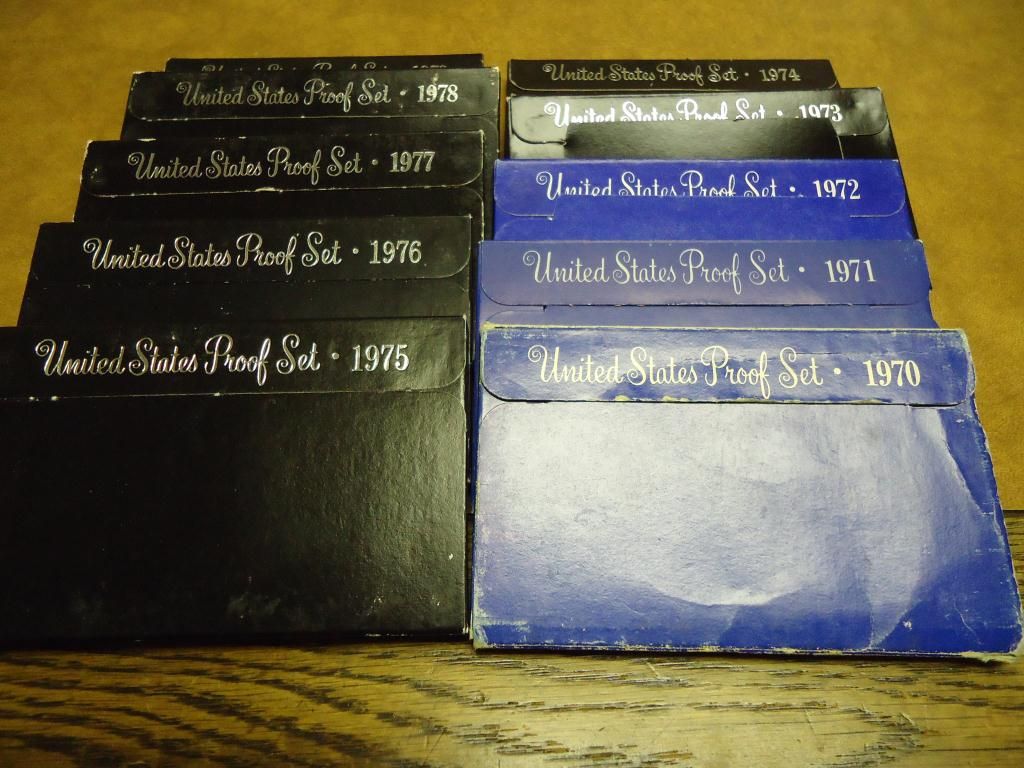 United States Proof Set · 1978
United States Proof Set · 1977
United States Proof Set · 1976
United States Proof Set · 1975
United States Proof Set · 1974
United States Proof Set · 1973
United States Proof Set · 1972
United States Proof Set · 1971
United States Proof Set · 1970